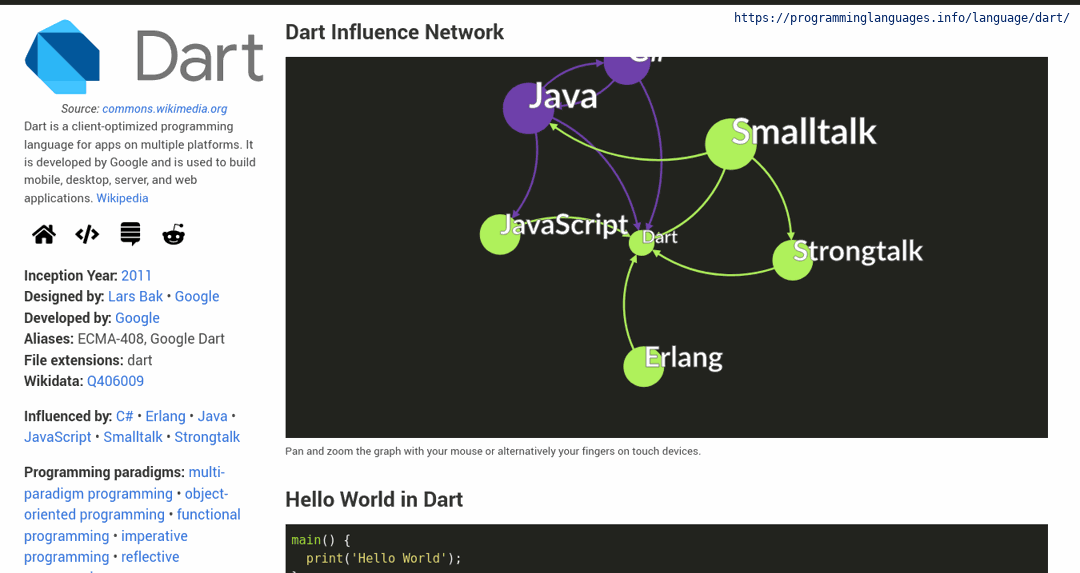 https://programminglanguages.info/language/dart/
Dart
Source: commons.wikimedia.org
Dart is a client-optimized programming
language for apps on multiple platforms. It
is developed by Google and is used to build
mobile, desktop, server, and web
applications. Wikipedia
Inception Year: 2011
Designed by: Lars Bak • Google
Developed by: Google
Aliases: ECMA-408, Google Dart
File extensions: dart
Wikidata: Q406009
Influenced by: C# • Erlang • Java •
JavaScript • Smalltalk • Strongtalk
Programming paradigms: multi-
paradigm programming • object-
oriented programming • functional
programming • imperative
programming • reflective
Dart Influence Network
C#
Java
Smalltalk
JavaScript
Dart
Strongtalk
Erlang
Pan and zoom the graph with your mouse or alternatively your fingers on touch devices.
Hello World in Dart
main() {
  print('Hello World');